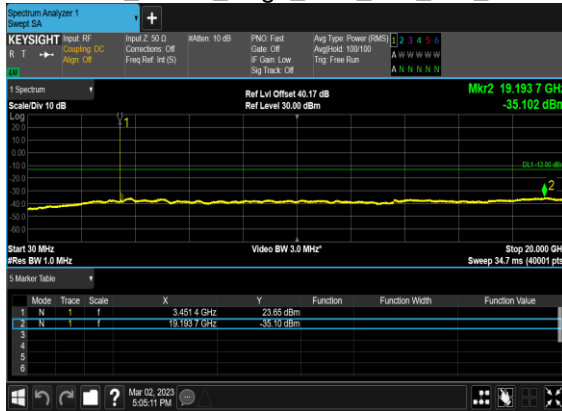 Spectrum Analyzer 1
Swept SA
+
KEYSIGHT
R T
LXI
Input: RF
Coupling: DC
Align: Off
Input Z: 50 Ω
Corrections: Off
Freq Ref: Int (S)
#Atten: 10 dB
PNO: Fast
Gate: Off
IF Gain: Low
Sig Track: Off
Avg Type: Power (RMS)
Avg|Hold: 100/100
Trig: Free Run
1 2 3 4 5 6
A W W W W W
A N N N N N
1 Spectrum
Scale/Div 10 dB
Ref Lvl Offset 40.17 dB
Ref Level 30.00 dBm
Mkr2 19.193 7 GHz
-35.102 dBm
Log
20.0
10.0
0.00
-10.0
-20.0
-30.0
-40.0
-50.0
-60.0
1
DL1 -13.00 dBm
2
Start 30 MHz
#Res BW 1.0 MHz
Video BW 3.0 MHz*
Stop 20.000 GHz
Sweep 34.7 ms (40001 pts)
5 Marker Table
Mode Trace Scale X Y Function Function Width Function Value
1 N 1 f 3.451 4 GHz 23.65 dBm
2 N 1 f 19.193 7 GHz -35.10 dBm
3
4
5
6
?
Mar 02, 2023
5:05:11 PM